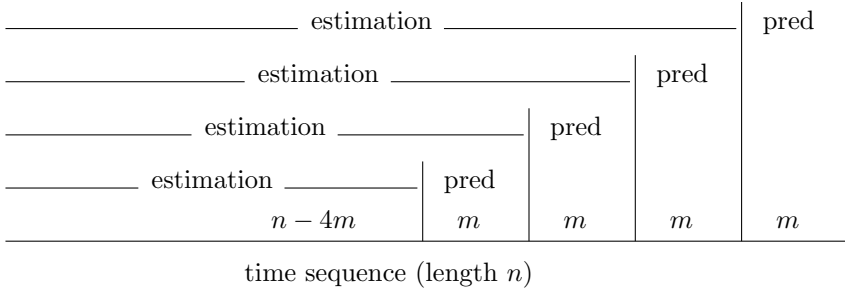 estimation pred
estimation pred
estimation pred
estimation pred
n − 4m m m m m
time sequence (length n)